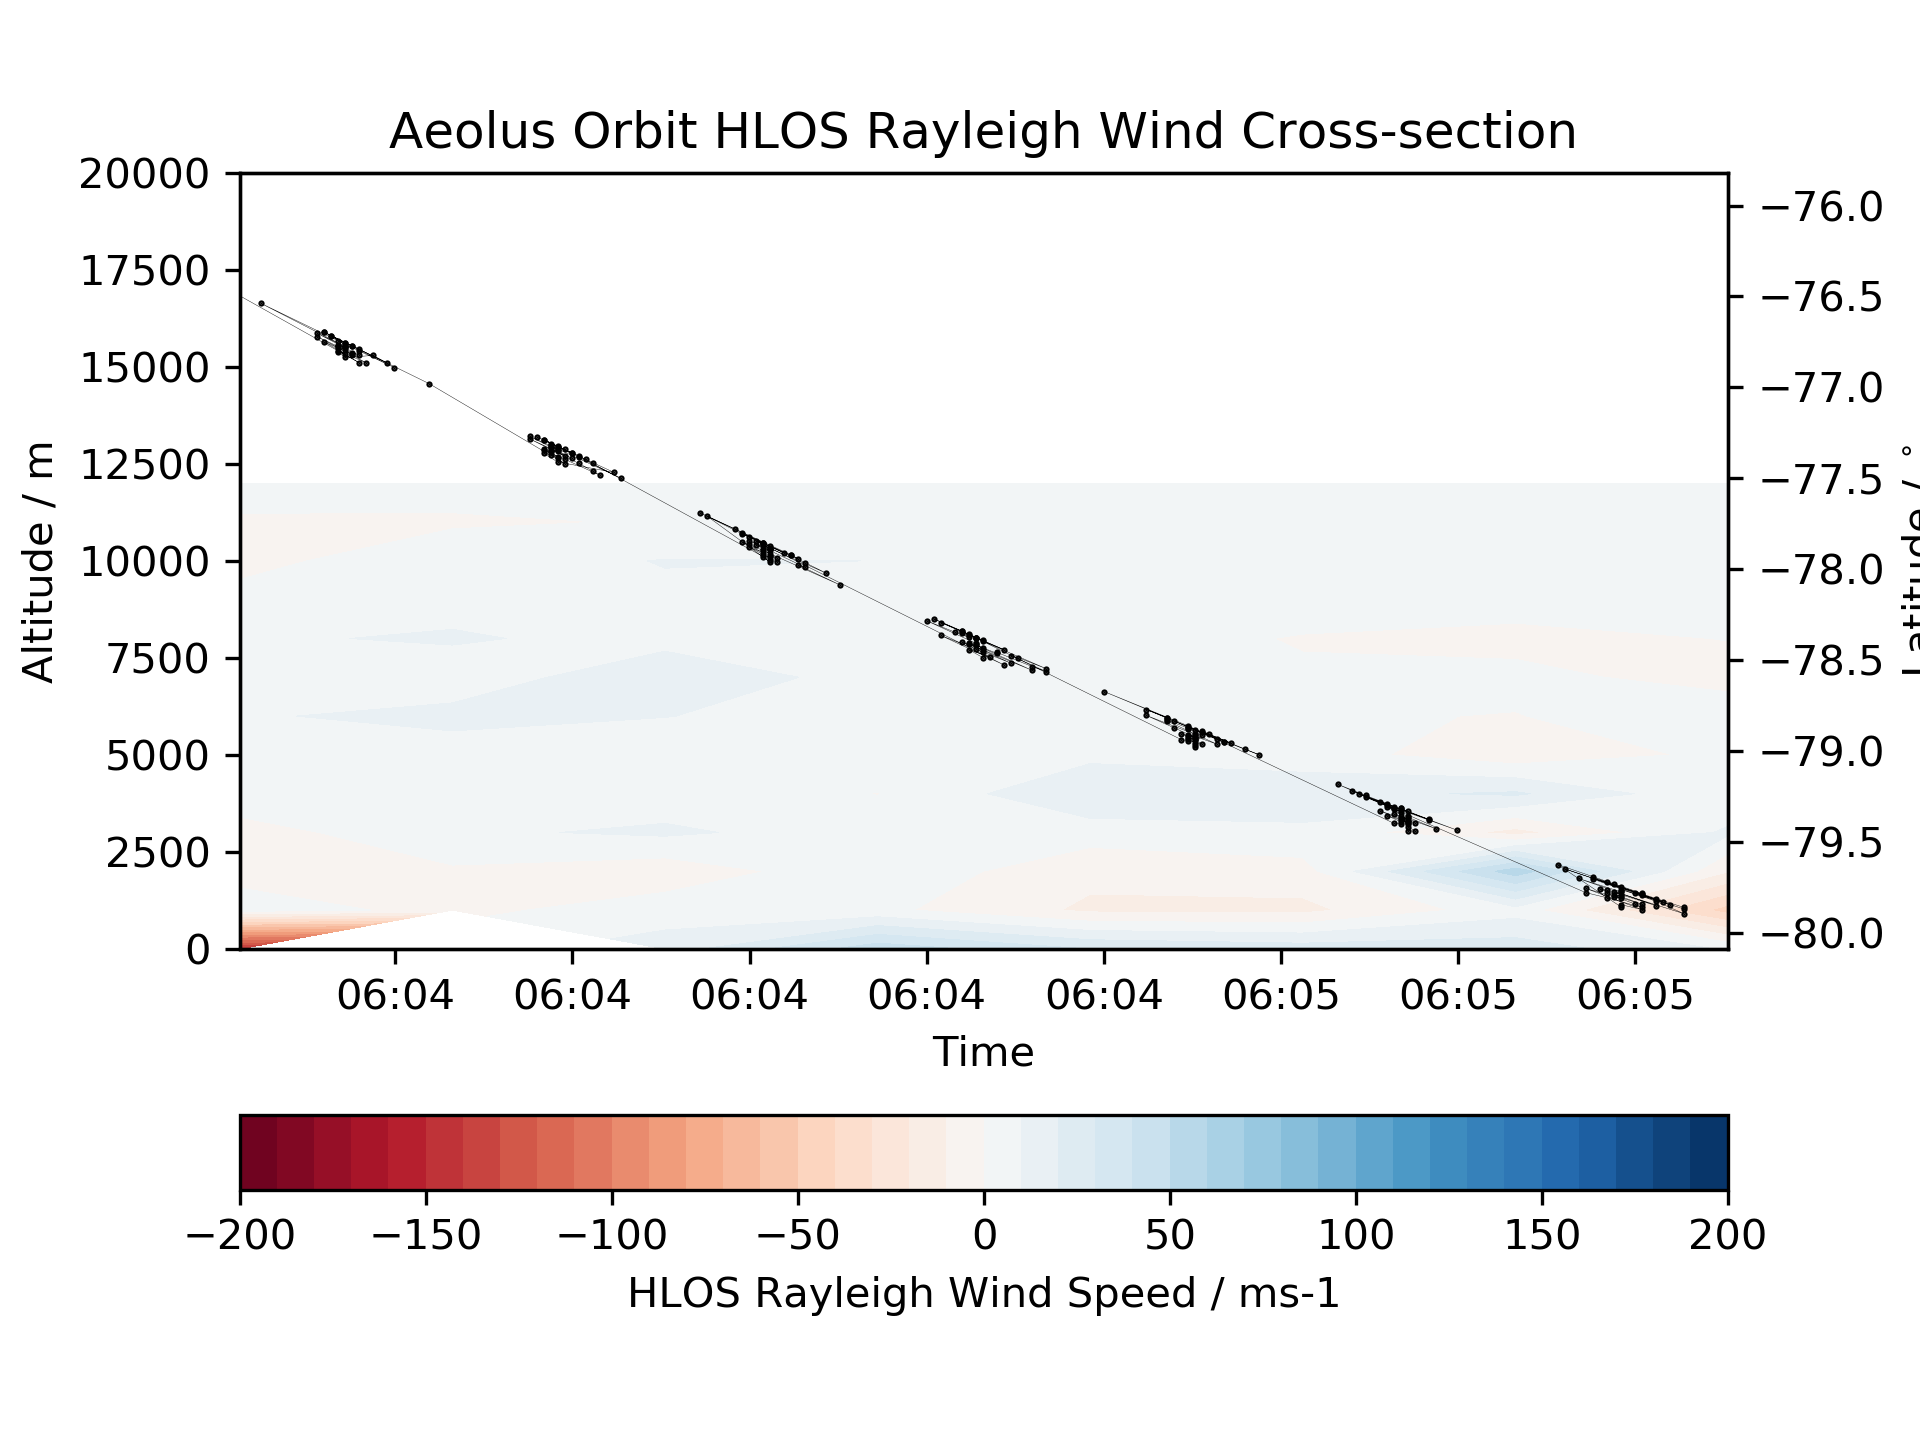 Aeolus Orbit HLOS Rayleigh Wind Cross-section
20000
17500
15000
12500
10000
7500
5000
2500
0
Altitude / m
−76.0
−76.5
−77.0
−77.5
−78.0
−78.5
−79.0
−79.5
−80.0
Latitude / °
06:04 06:04 06:04 06:04 06:04 06:05 06:05 06:05
Time
−200 −150 −100 −50 0 50 100 150 200
HLOS Rayleigh Wind Speed / ms-1